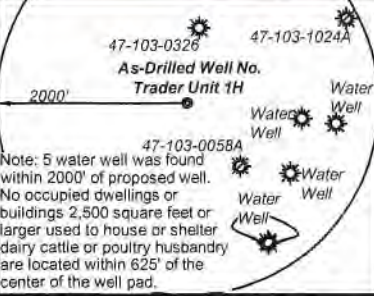 47-103-0326
47-103-1024A
As-Drilled Well No.
Trader Unit 1H
2000'
Water
Well
Water
Well
47-103-0058A
Water
Well
Water
Well
Note: 5 water well was found
within 2000' of proposed well.
No occupied dwellings or
buildings 2,500 square feet or
larger used to house or shelter
dairy cattle or poultry husbandry
are located within 625' of the
center of the well pad.